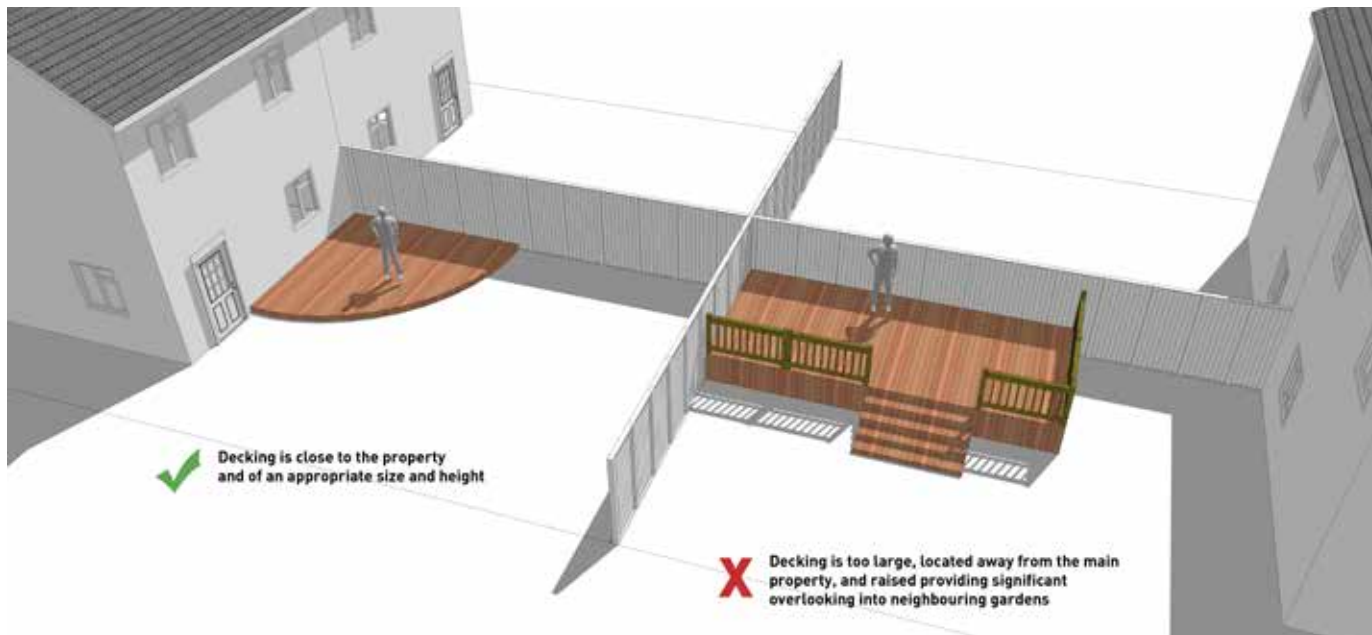 Decking is close to the property
and of an appropriate size and height
Decking is too large, located away from the main
property, and raised providing significant
overlooking into neighbouring gardens